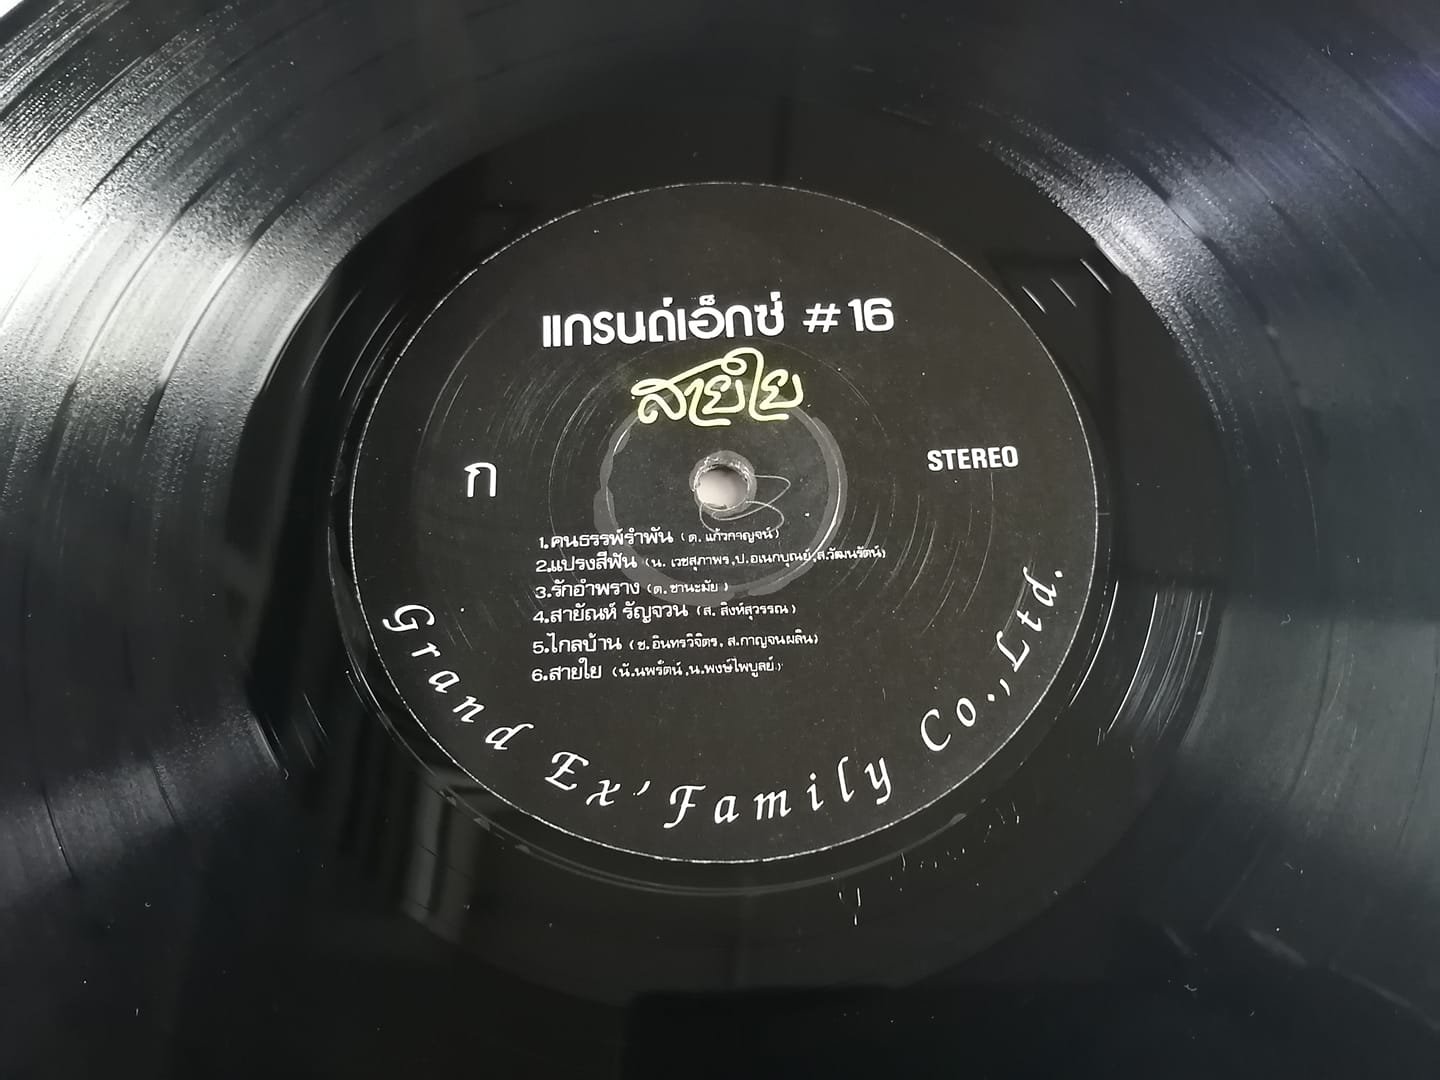 แกรนด์เอ็กซ์ #16
สายใย
ก
STEREO
1.คนธรรพ์รำพัน (ด. แก้วกาญจน์)
2.แปรงสีฟัน (น. เวชสุภาพร,ป.อเนกบุณย์,ส.วัฒนรัตน์)
3.รักอำพราง (ด.ชานะมัย)
4.สายัณห์ รัญจวน (ส. สิงห์สุวรรณ)
5.ไกลบ้าน (ช.อินทรวิจิตร, ส.กาญจนผลิน)
6.สายใย (นั.นพรัตน์,น.พงษ์ไพบูลย์)
Grand Ex' Family Co.,Ltd.